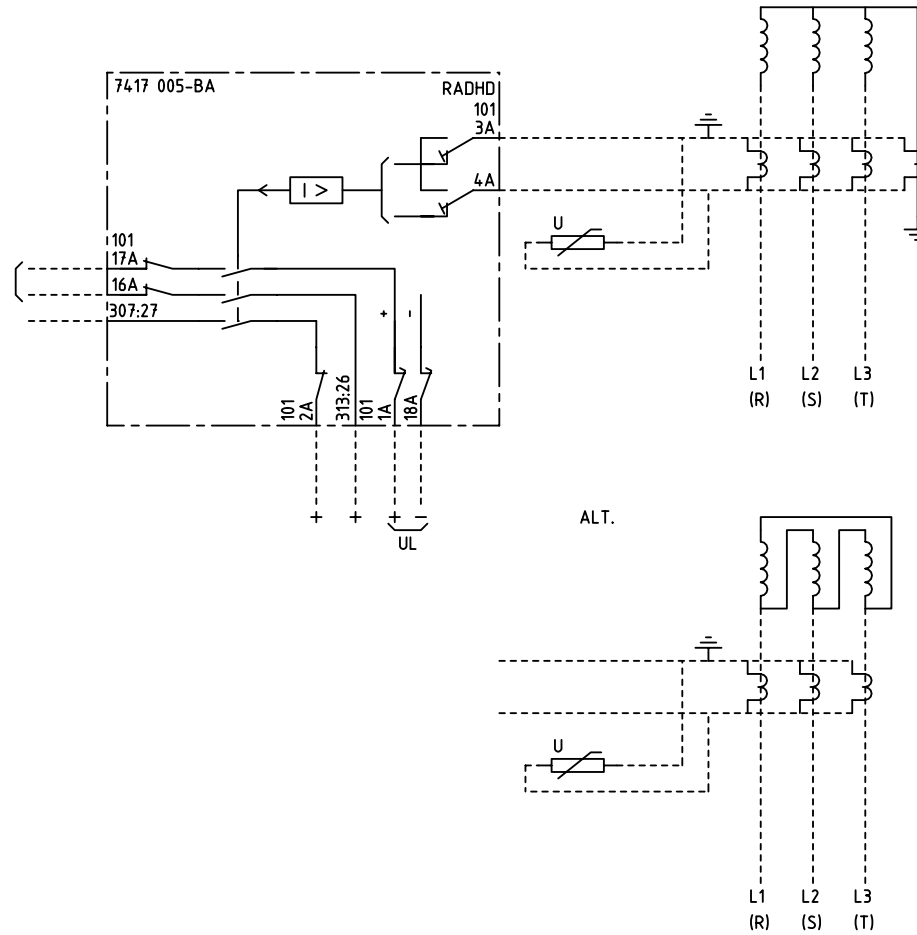 7417 005-BA
RADHD
101
3A
4A
I >
U
101
17A
16A
307:27
+ -
101
2A
313:26
101
1A
18A
L1 L2 L3
(R) (S) (T)
+ + + -
UL
ALT.
U
L1 L2 L3
(R) (S) (T)